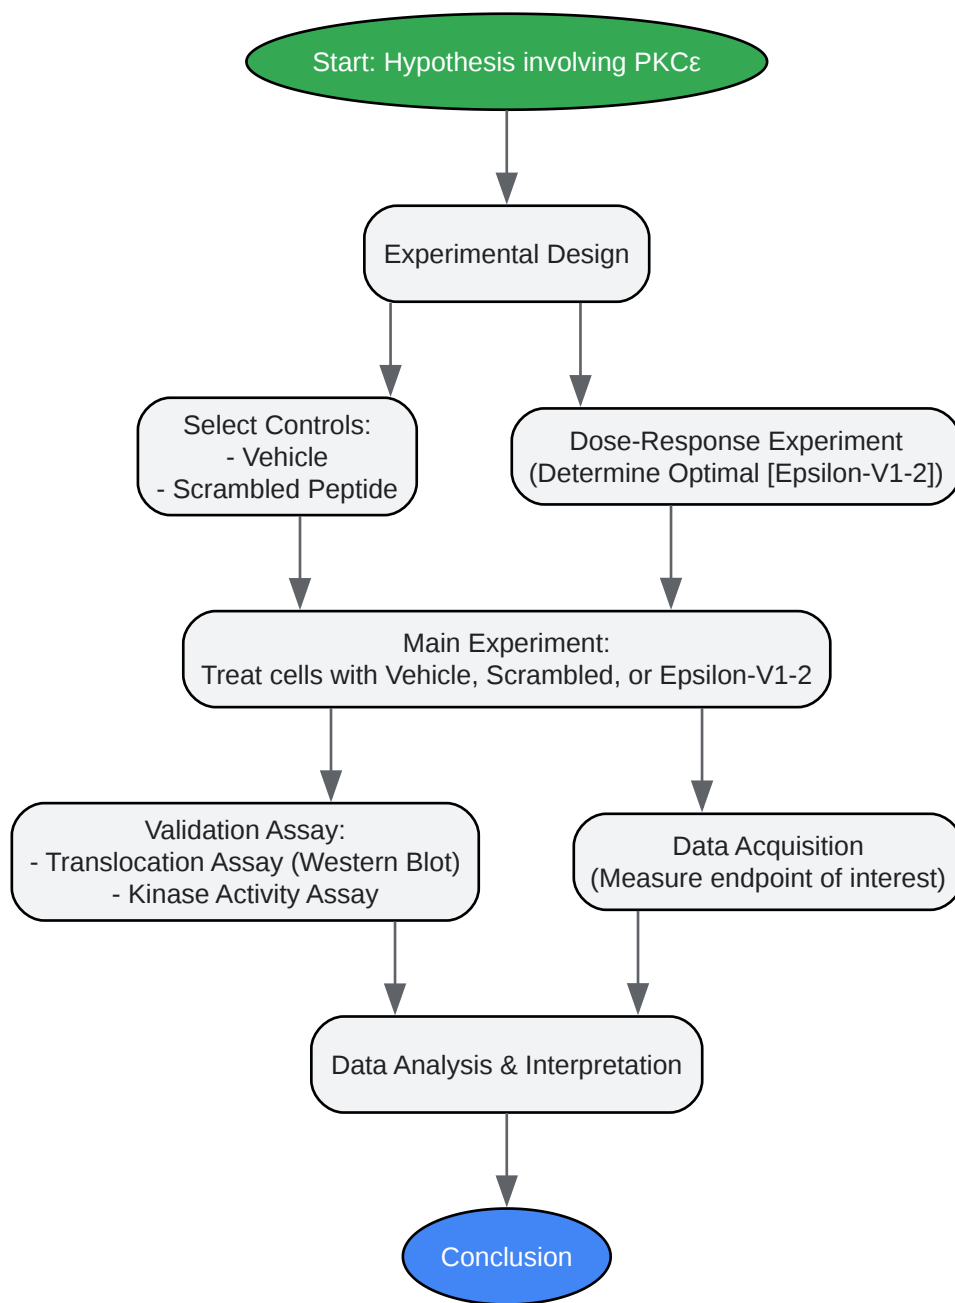 Start: Hypothesis involving PKCε
Experimental Design
Select Controls:
- Vehicle
- Scrambled Peptide
Dose-Response Experiment
(Determine Optimal [Epsilon-V1-2])
Main Experiment:
Treat cells with Vehicle, Scrambled, or Epsilon-V1-2
Validation Assay:
- Translocation Assay (Western Blot)
- Kinase Activity Assay
Data Acquisition
(Measure endpoint of interest)
Data Analysis & Interpretation
Conclusion